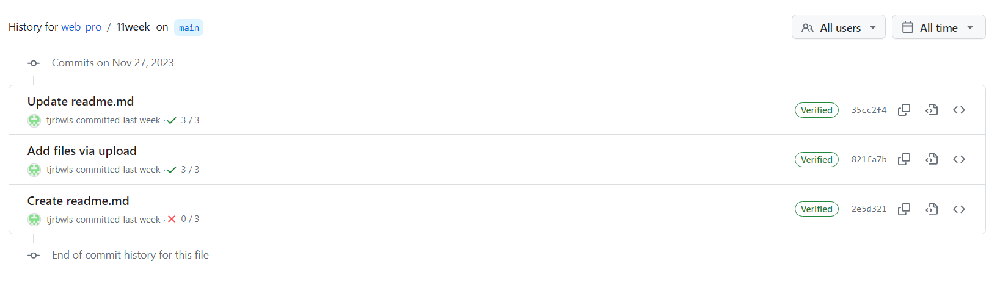 History for web_pro / 11week on main
All users
All time
Commits on Nov 27, 2023
Update readme.md
tjrbwls committed last week · 3 / 3
Verified
35cc2f4
Add files via upload
tjrbwls committed last week · 3 / 3
Verified
821fa7b
Create readme.md
tjrbwls committed last week · 0 / 3
Verified
2e5d321
End of commit history for this file